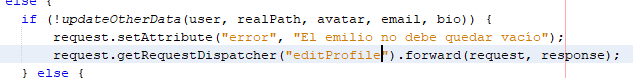 else {
if (!updateOtherData(user, realPath, avatar, email, bio)) {
request.setAttribute("error", "El emilio no debe quedar vacío");
request.getRequestDispatcher("editProfile").forward(request, response);
} else {